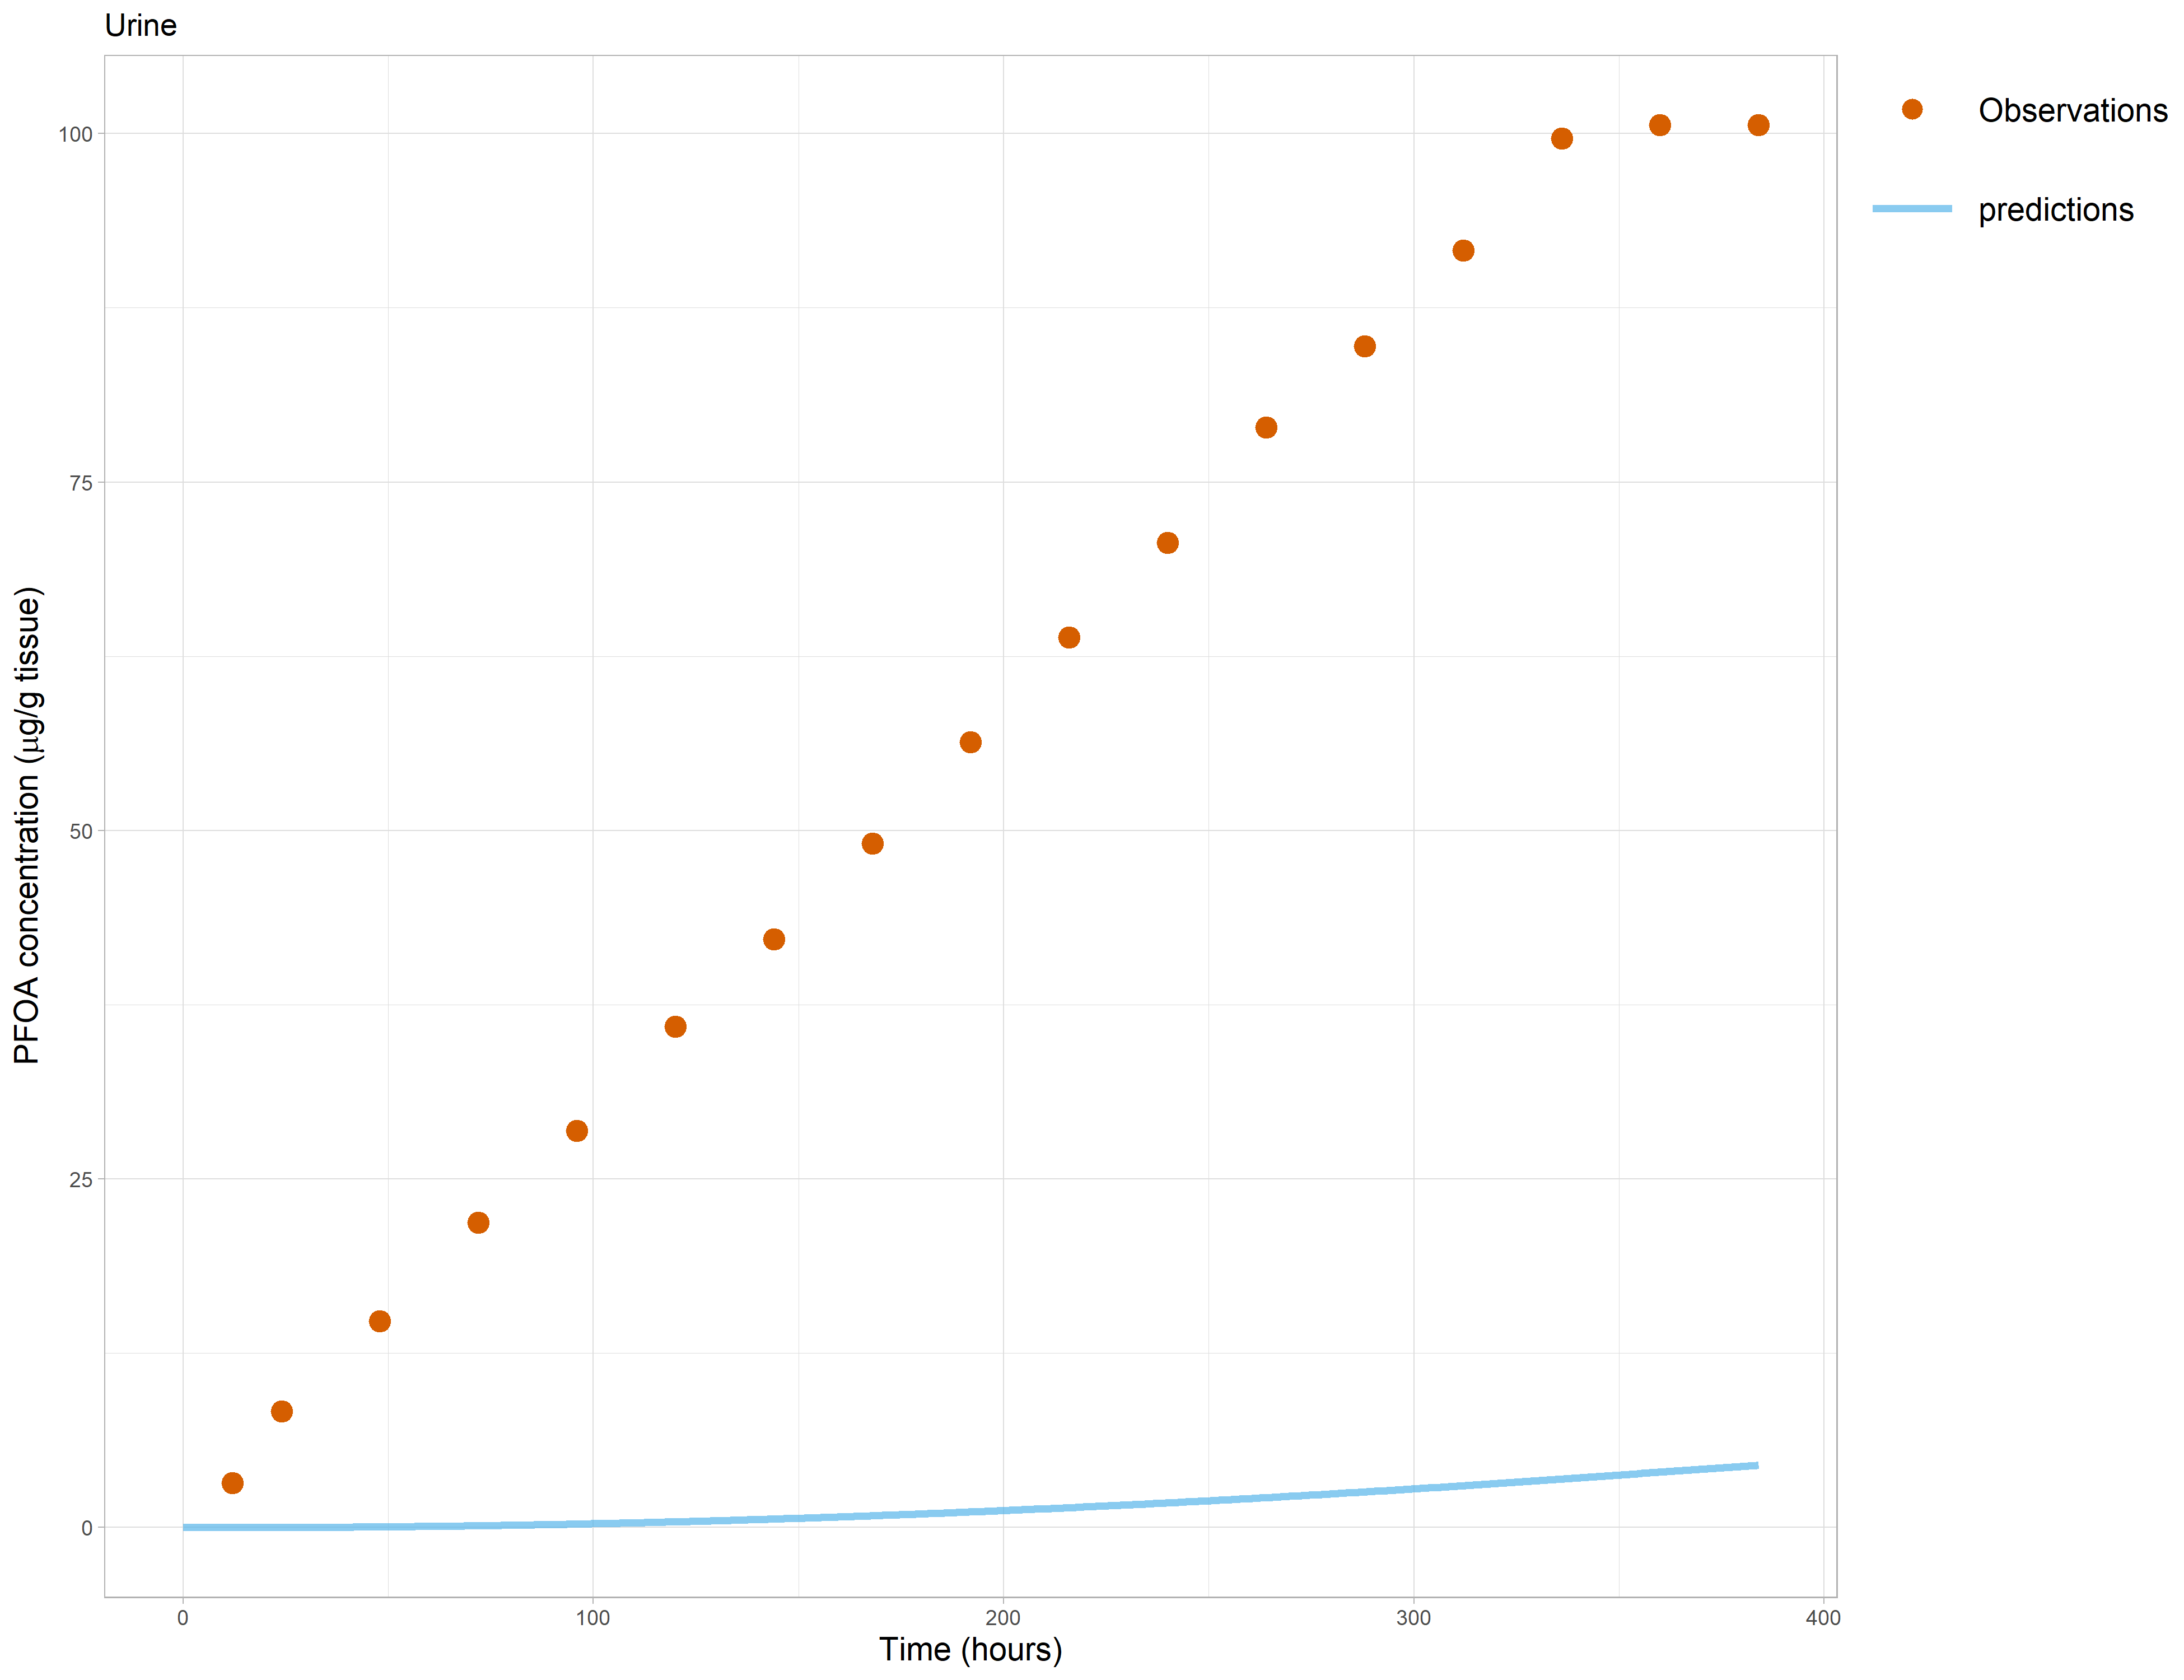 Urine
PFOA concentration (μg/g tissue)
100
75
50
25
0
0 100 200 300 400
Time (hours)
Observations
predictions